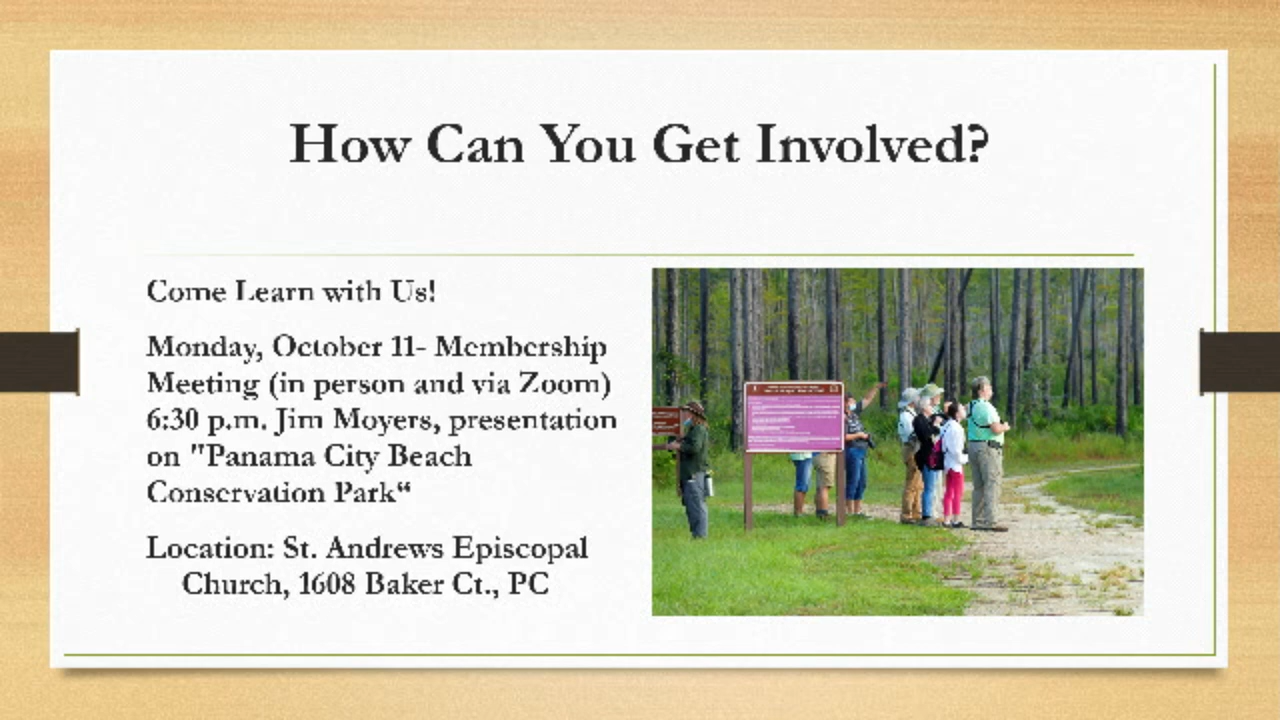 How Can You Get Involved?
Come Learn with Us!
Monday, October 11- Membership
Meeting (in person and via Zoom)
6:30 p.m. Jim Moyers, presentation
on "Panama City Beach
Conservation Park“
Location: St. Andrews Episcopal
Church, 1608 Baker Ct., PC